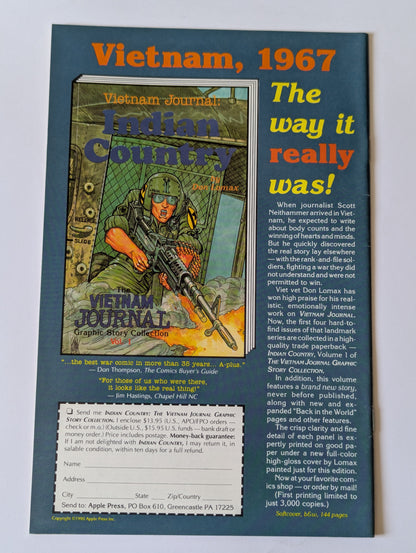 Vietnam, 1967
Vietnam Journal:
Indian
Country
By
Don Lomax
SLIDE
The
VIETNAM
JOURNAL
Graphic Story Collection
The
way it
really
was!
When journalist Scott
Neithammer arrived in Viet-
nam, he expected to write
about body counts and the
winning of hearts and minds.
But he quickly discovered
the real story lay elsewhere
— with the rank-and-file sol-
diers, fighting a war they did
not understand and were not
permitted to win.
Viet vet Don Lomax has
won high praise for his real-
istic, emotionally intense
work on VIETNAM JOURNAL.
Now, the first four hard-to-
find issues of that landmark
series are collected in a high-
quality trade paperback —
INDIAN COUNTRY, Volume 1 of
THE VIETNAM JOURNAL GRAPHIC
STORY COLLECTION.
In addition, this volume
features a brand new story,
never before published,
along with new and ex-
panded "Back in the World"
pages and other features.
The crisp clarity and fine
detail of each panel is ex-
pertly printed on good pa-
per under a new full-color
high-gloss cover by Lomax
painted just for this edition.
Now at your favorite com-
ics shop — or order by mail!
(First printing limited to
just 3,000 copies.)
Softcover, b&w, 144 pages
"...the best war comic in more than 35 years... A-plus."
— Don Thompson, The Comics Buyer's Guide
"For those of us who were there,
it looks like the real thing!"
— Jim Hastings, Chapel Hill NC
Send me INDIAN COUNTRY: THE VIETNAM JOURNAL GRAPHIC
STORY COLLECTION. I enclose $13.95 (U.S., APO/FPO orders —
check or m.o.) (Outside U.S., $15.95 U.S. funds — bank draft or
money order.) Price includes postage. Money-back guarantee:
If I am not delighted with INDIAN COUNTRY, I may return it, in
salable condition, within ten days for a full refund.
Name
Address
City State Zip/Country
Send to: Apple Press, PO Box 610, Greencastle PA 17225
Copyright ©1990 Apple Press Inc.